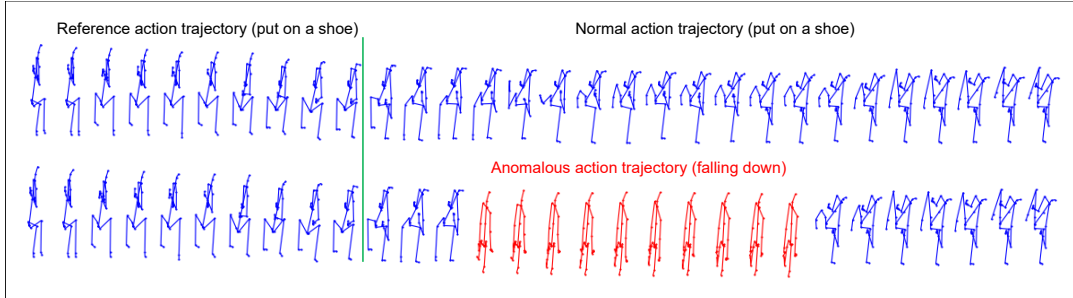 Reference action trajectory (put on a shoe)
Normal action trajectory (put on a shoe)
Anomalous action trajectory (falling down)